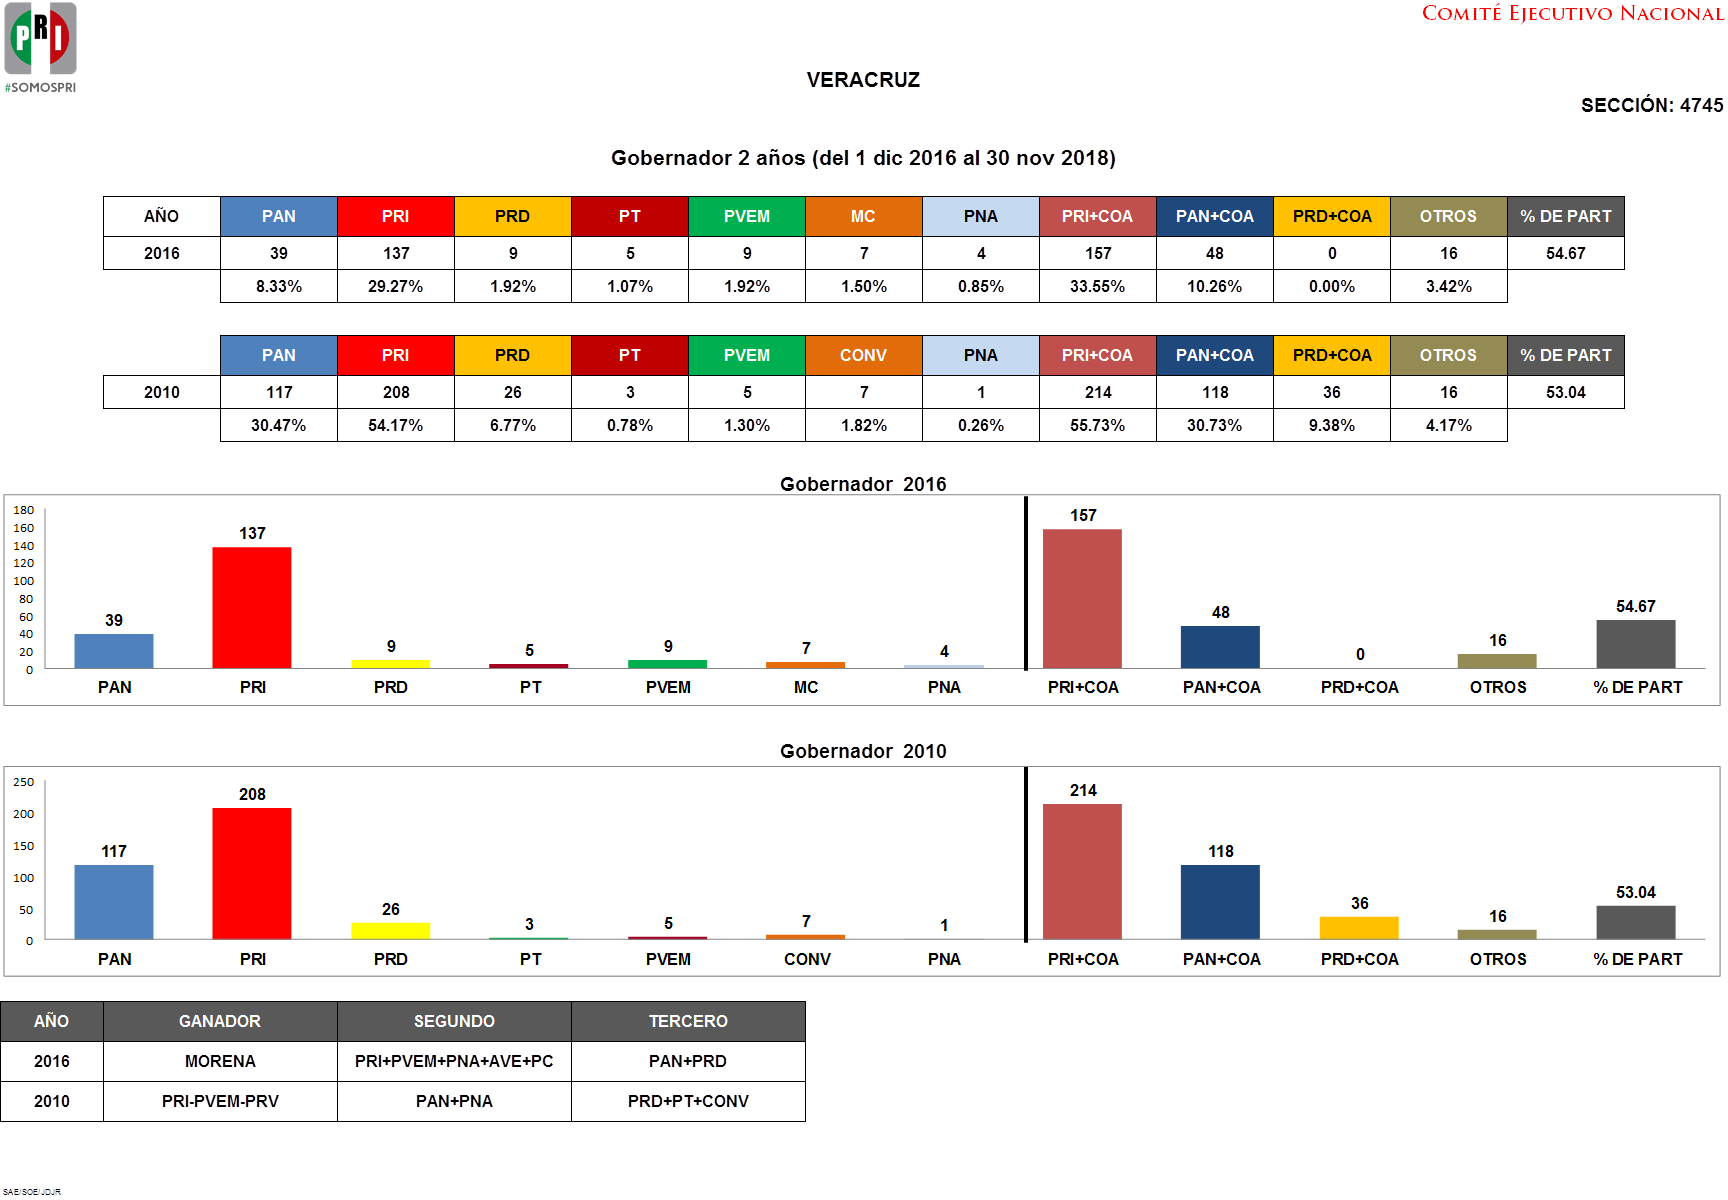 PRI
#SOMOSPRI
COMITÉ EJECUTIVO NACIONAL
VERACRUZ
SECCIÓN: 4745
Gobernador 2 años (del 1 dic 2016 al 30 nov 2018)
AÑO PAN PRI PRD PT PVEM MC PNA PRI+COA PAN+COA PRD+COA OTROS % DE PART
2016 39 137 9 5 9 7 4 157 48 0 16 54.67
8.33% 29.27% 1.92% 1.07% 1.92% 1.50% 0.85% 33.55% 10.26% 0.00% 3.42%
PAN PRI PRD PT PVEM CONV PNA PRI+COA PAN+COA PRD+COA OTROS % DE PART
2010 117 208 26 3 5 7 1 214 118 36 16 53.04
30.47% 54.17% 6.77% 0.78% 1.30% 1.82% 0.26% 55.73% 30.73% 9.38% 4.17%
Gobernador 2016
180
160
140
120
100
80
60
40
20
0
39 137 9 5 9 7 4 157 48 0 16 54.67
PAN PRI PRD PT PVEM MC PNA PRI+COA PAN+COA PRD+COA OTROS % DE PART
Gobernador 2010
250
200
150
100
50
0
117 208 26 3 5 7 1 214 118 36 16 53.04
PAN PRI PRD PT PVEM CONV PNA PRI+COA PAN+COA PRD+COA OTROS % DE PART
AÑO GANADOR SEGUNDO TERCERO
2016 MORENA PRI+PVEM+PNA+AVE+PC PAN+PRD
2010 PRI-PVEM-PRV PAN+PNA PRD+PT+CONV
SAE/SOE/JDJR